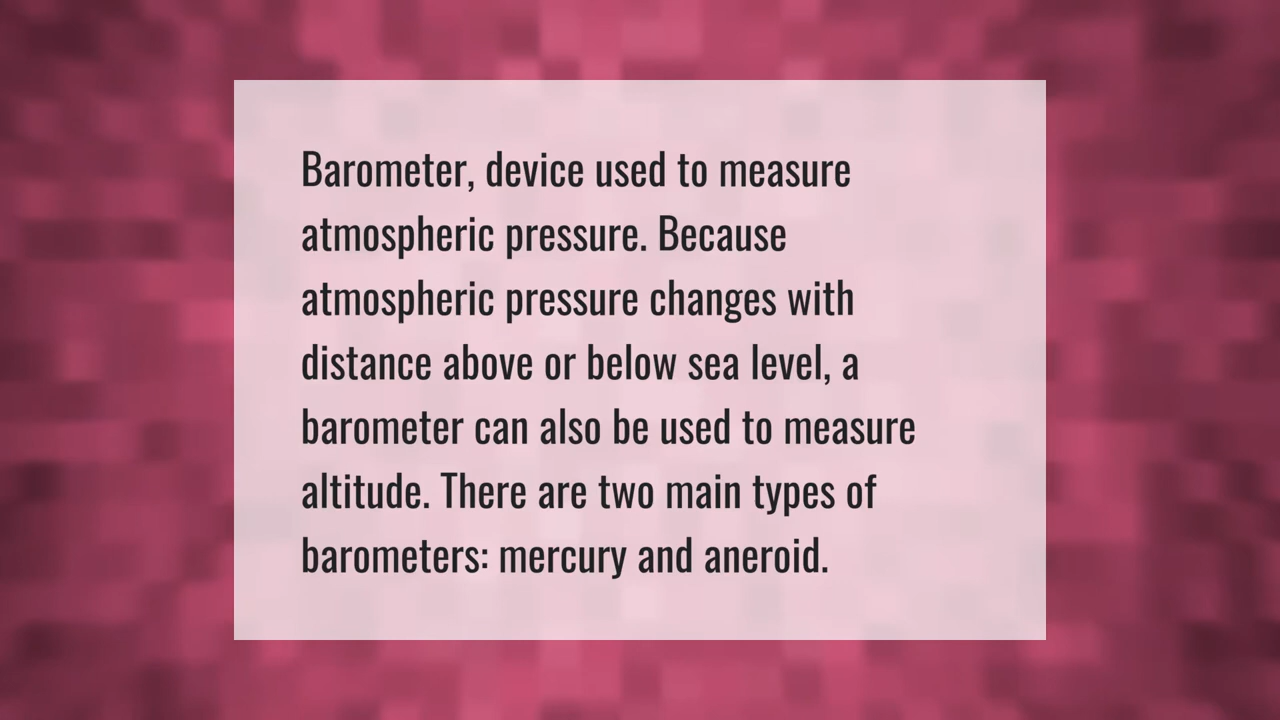 Barometer, device used to measure
atmospheric pressure. Because
atmospheric pressure changes with
distance above or below sea level, a
barometer can also be used to measure
altitude. There are two main types of
barometers: mercury and aneroid.